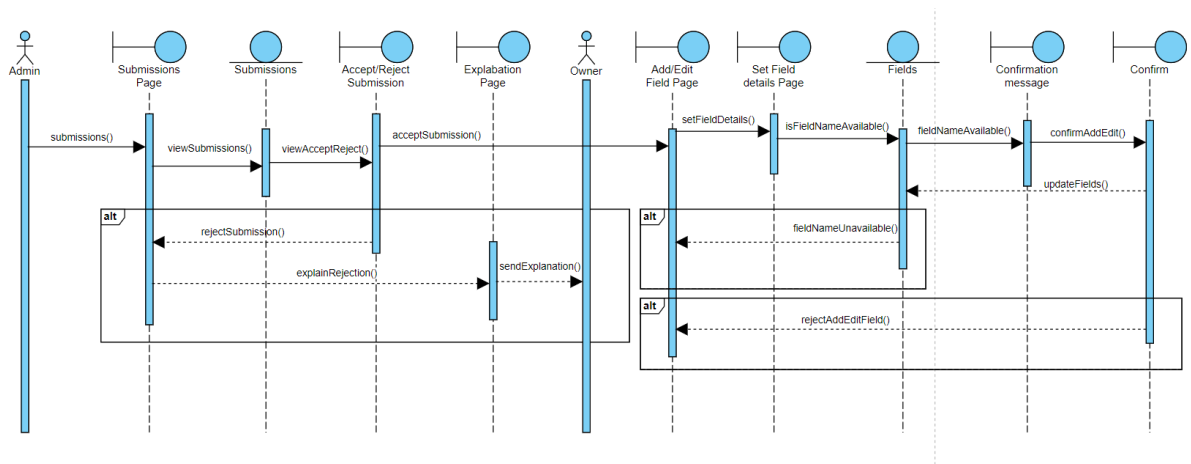 Admin
Submissions
Page
Submissions
Accept/Reject
Submission
Explabation
Page
Owner
Add/Edit
Field Page
Set Field
details Page
Fields
Confirmation
message
Confirm
submissions()
viewSubmissions()
viewAcceptReject()
acceptSubmission()
setFieldDetails()
isFieldNameAvailable()
fieldNameAvailable()
confirmAddEdit()
updateFields()
alt
rejectSubmission()
explainRejection()
sendExplanation()
alt
fieldNameUnavailable()
alt
rejectAddEditField()